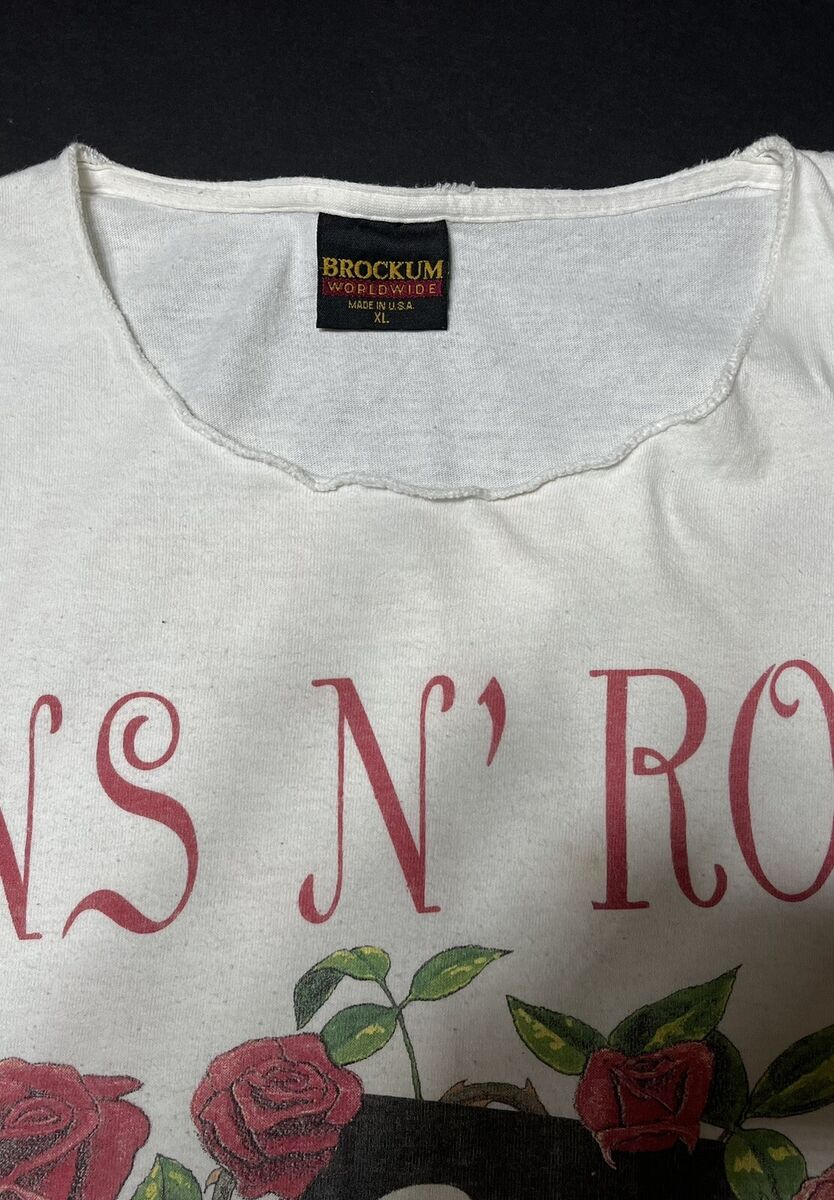 BROCKUM
WORLDWIDE
MADE IN U.S.A.
XL
NS N' RO